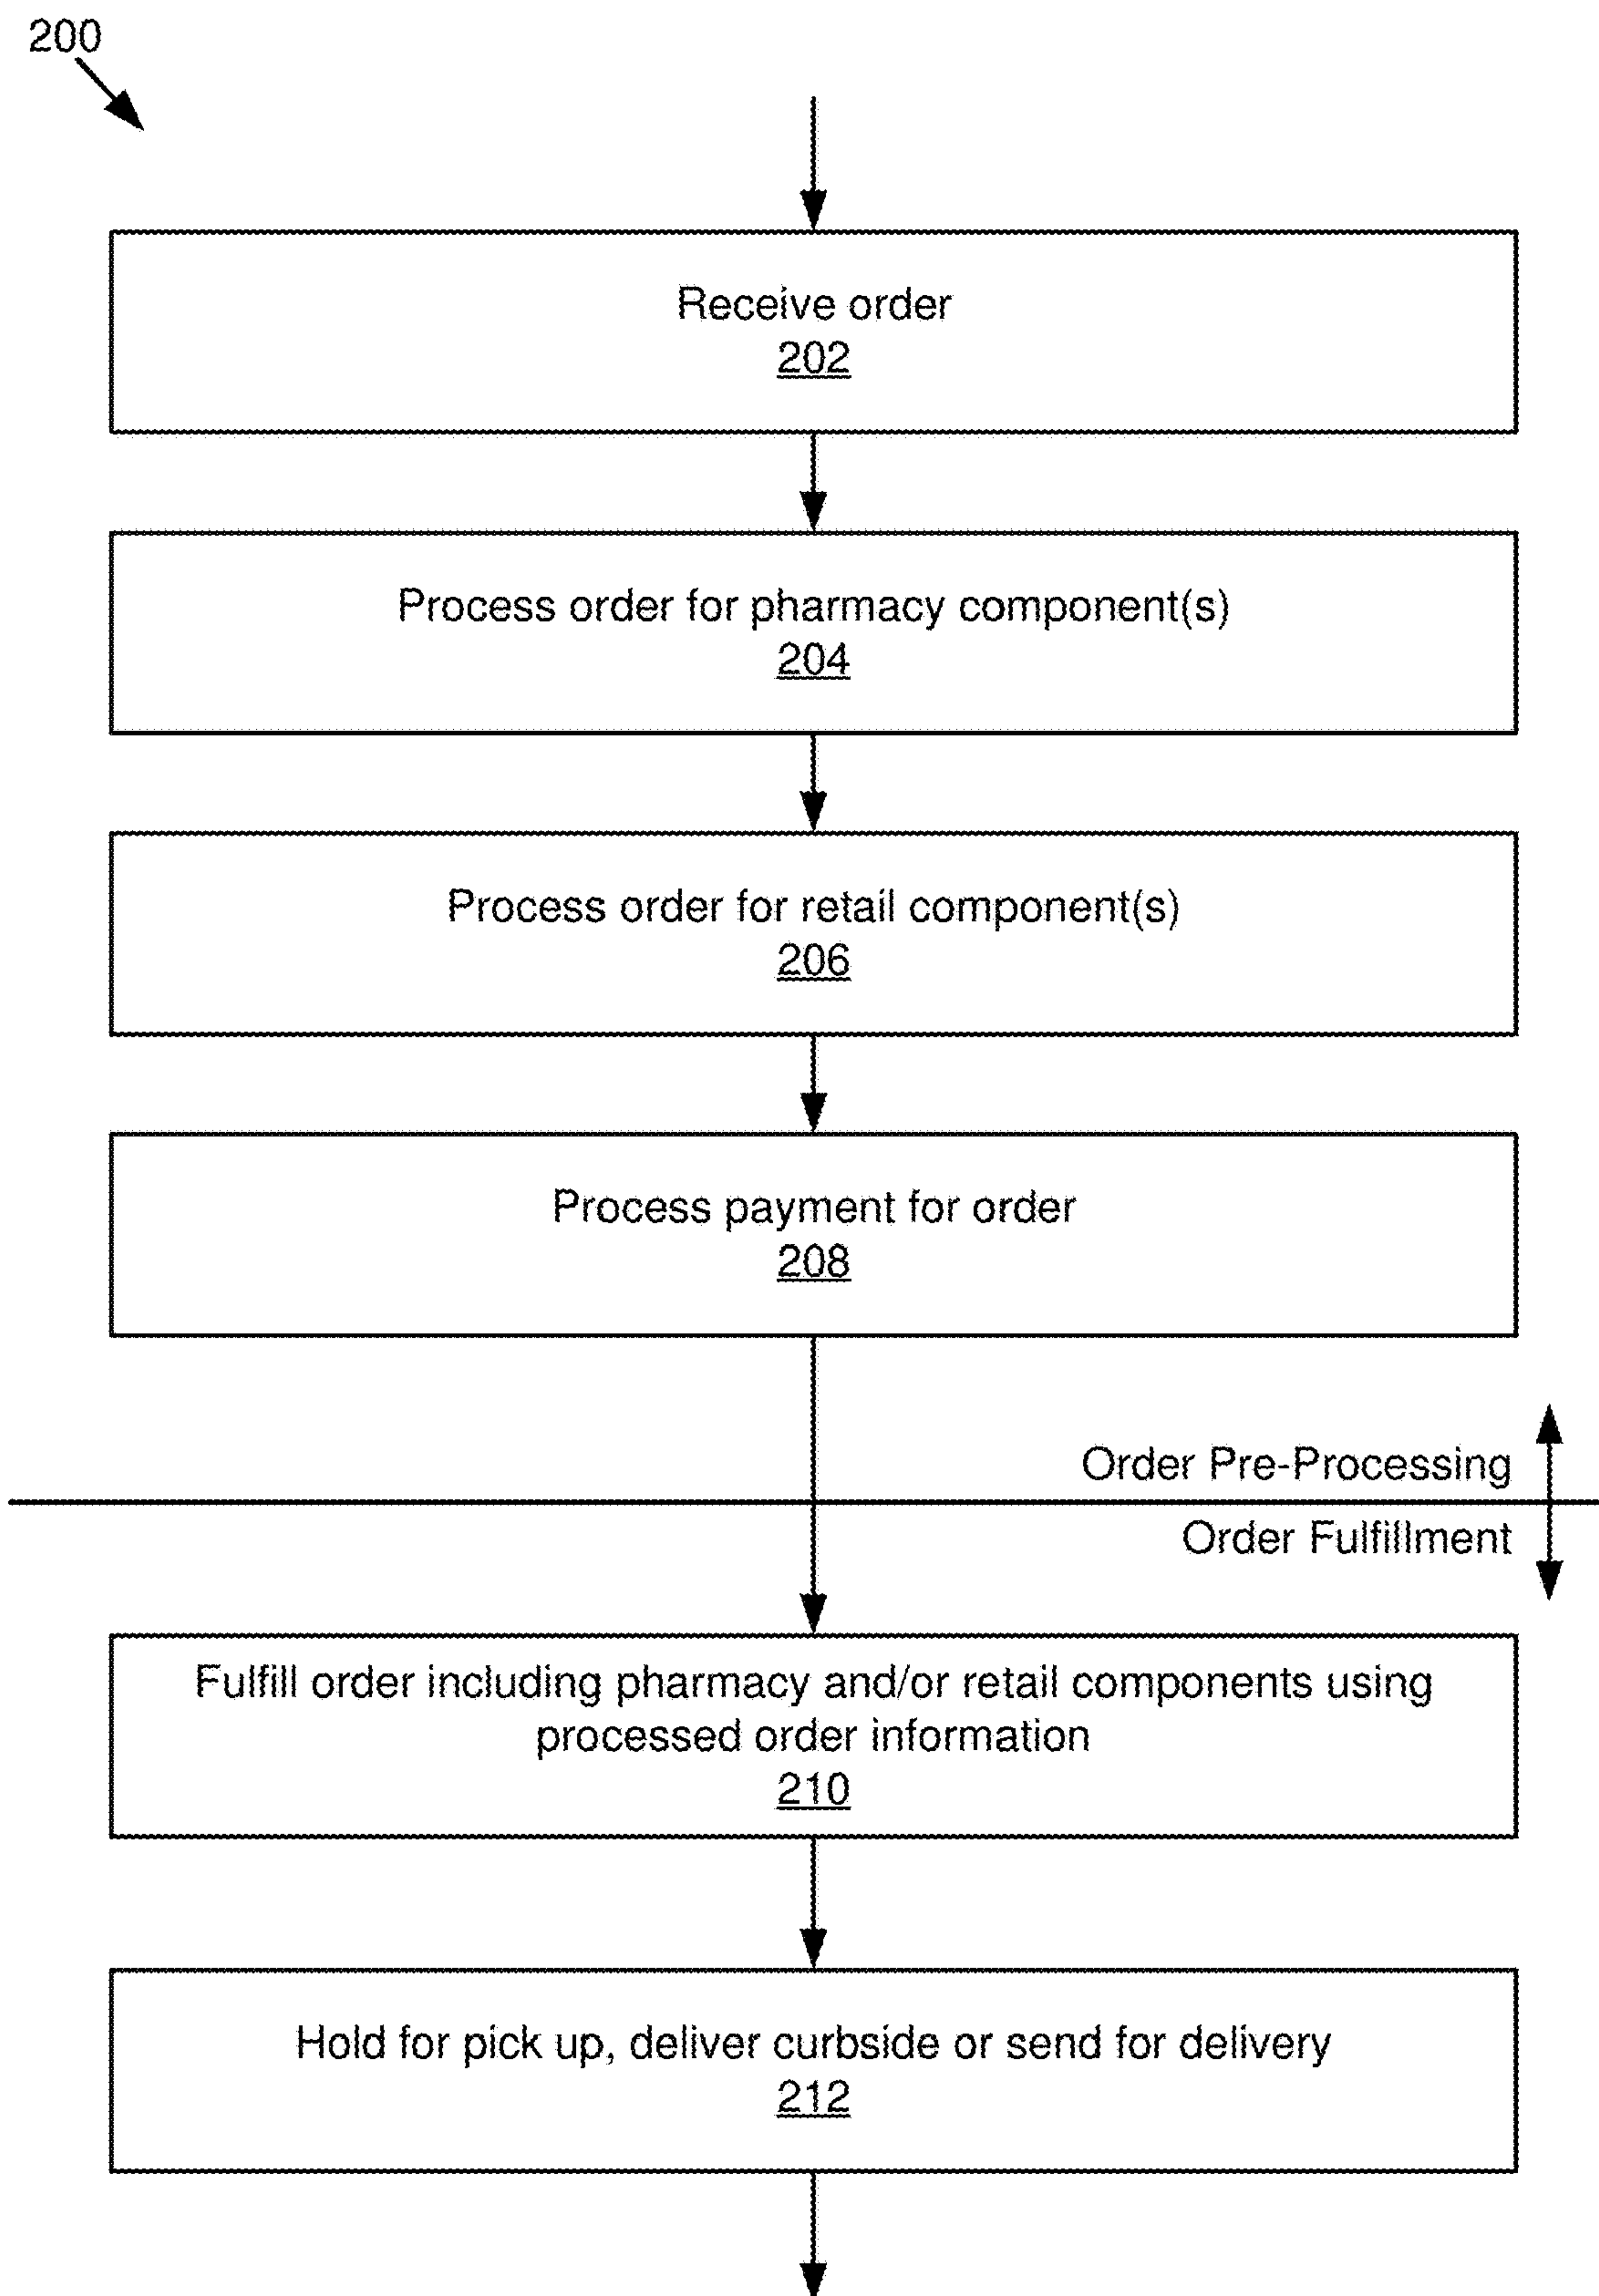 200
Receive order
202
Process order for pharmacy component(s)
204
Process order for retail component(s)
206
Process payment for order
208
Order Pre-Processing
Order Fulfillment
Fulfill order including pharmacy and/or retail components using
processed order information
210
Hold for pick up, deliver curbside or send for delivery
212